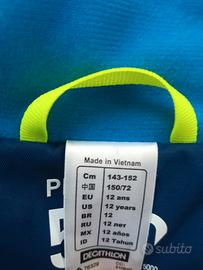 Made in Vietnam
Cm 143-152
中国 150/72
EU 12 ans
US 12 years
BR 12
RU 12 лет
MX 12 años
ID 12 Tahun
DECATHLON
5
subito